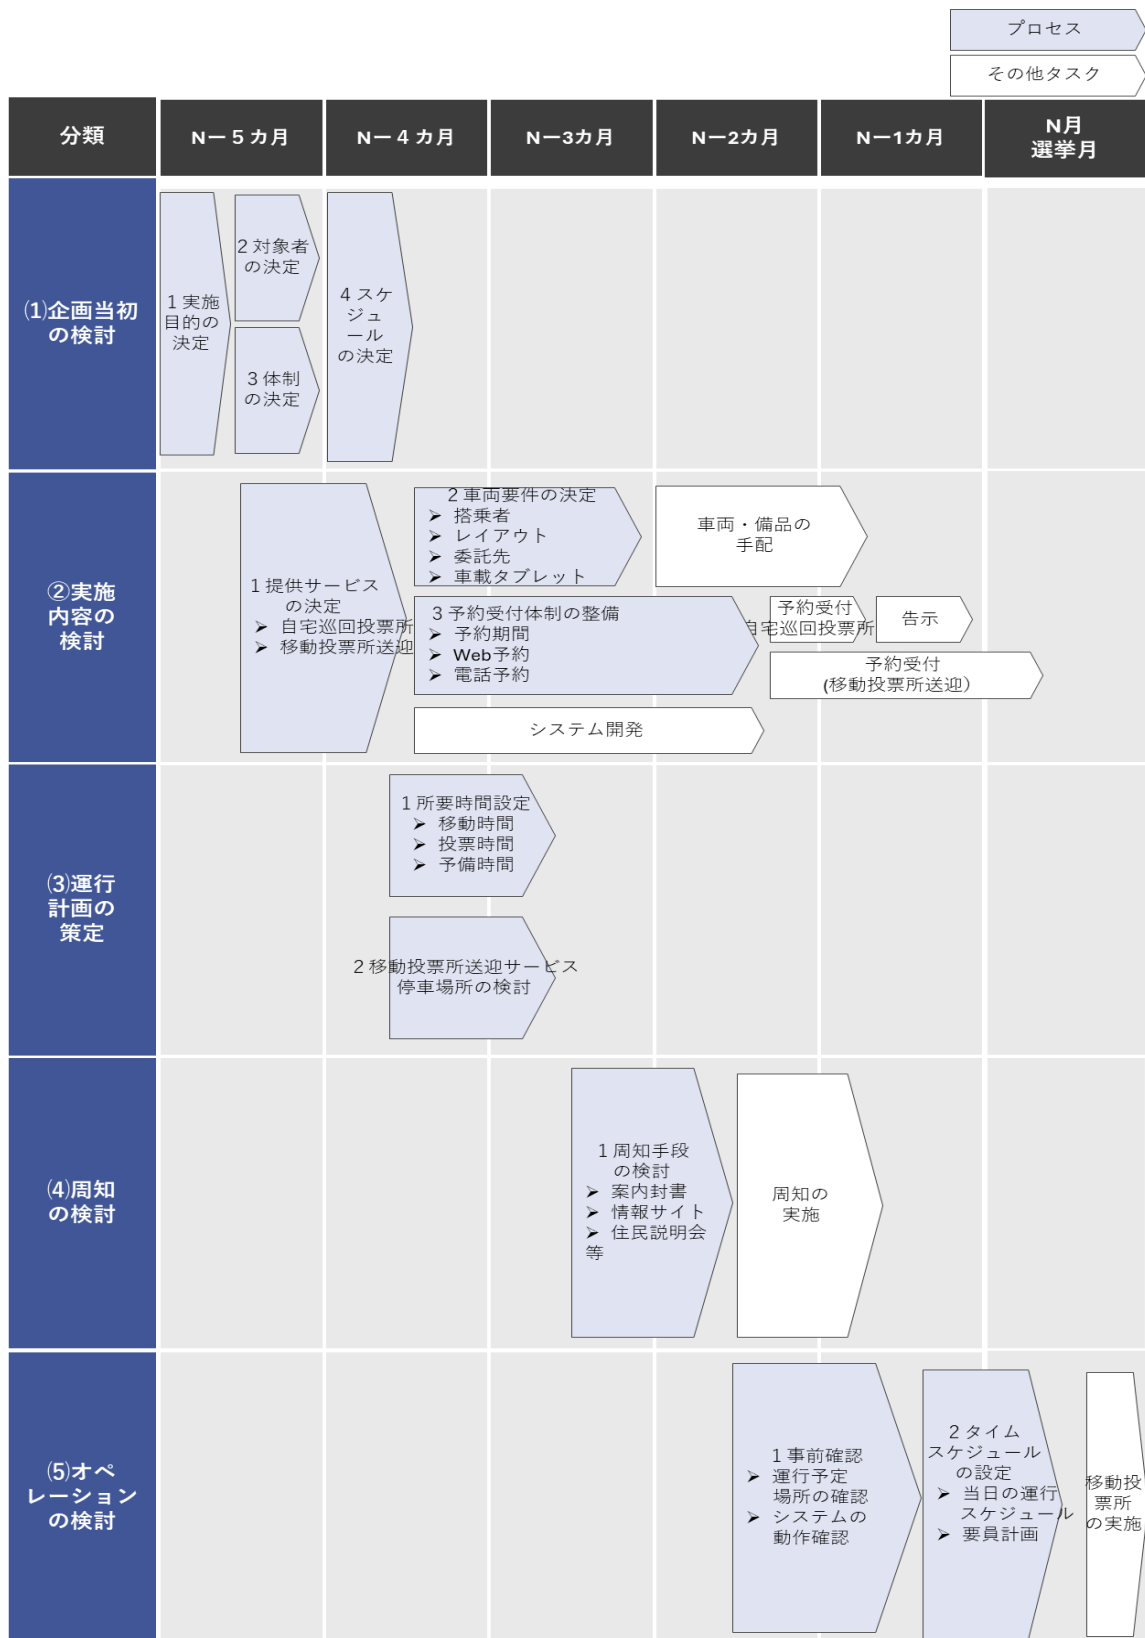 プロセス
その他タスク
分類
N－５カ月
N－４カ月
N－3カ月
N－2カ月
N－1カ月
N月
選挙月
⑴企画当初
の検討
１実施
目的の
決定
２対象者
の決定
３体制
の決定
４スケ
ジュ
ール
の決定
②実施
内容の
検討
１提供サービス
の決定
➢ 自宅巡回投票所
➢ 移動投票所送迎
２車両要件の決定
➢ 搭乗者
➢ レイアウト
➢ 委託先
➢ 車載タブレット
車両・備品の
手配
３予約受付体制の整備
➢ 予約期間
➢ Web予約
➢ 電話予約
予約受付
自宅巡回投票所
告示
予約受付
(移動投票所送迎）
システム開発
⑶運行
計画の
策定
１所要時間設定
➢ 移動時間
➢ 投票時間
➢ 予備時間
２移動投票所送迎サービス
停車場所の検討
⑷周知
の検討
１周知手段
の検討
➢ 案内封書
➢ 情報サイト
➢ 住民説明会
等
周知の
実施
⑸オペ
レーション
の検討
１事前確認
➢ 運行予定
場所の確認
➢ システムの
動作確認
２タイム
スケジュール
の設定
➢ 当日の運行
スケジュール
➢ 要員計画
移動投
票所
の実施